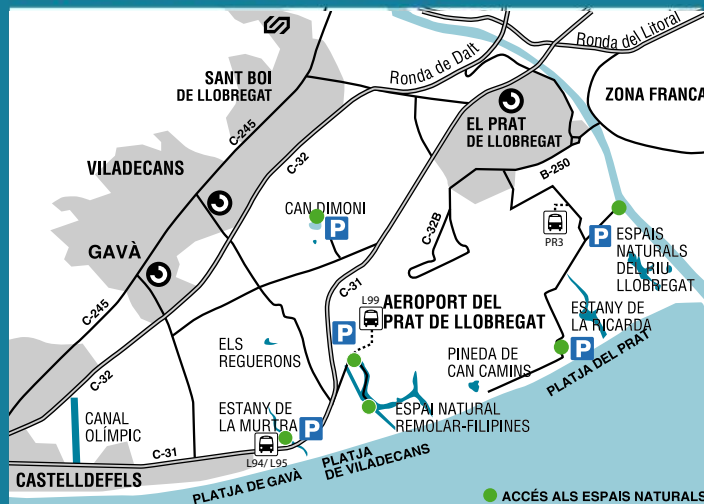 Ronda del Litoral
Ronda de Dalt
SANT BOI
DE LLOBREGAT
ZONA FRANCA
EL PRAT
DE LLOBREGAT
C-245
C-32
B-250
VILADECANS
CAN DIMONI
P
C-32B
PR3
P
ESPAIS
NATURALS
DEL RIU
LLOBREGAT
GAVÀ
C-31
L99
AEROPORT DEL
PRAT DE LLOBREGAT
C-245
P
ESTANY DE
LA RICARDA
P
ELS
REGUERONS
PINEDA DE
CAN CAMINS
PLATJA DEL PRAT
C-32
CANAL
OLÍMPIC
ESTANY DE
LA MURTRA
P
ESPAI NATURAL
REMOLAR-FILIPINES
C-31
L94/ L95
PLATJA
DE VILADECANS
CASTELLDEFELS
PLATJA DE GAVÀ
ACCÉS ALS ESPAIS NATURALS